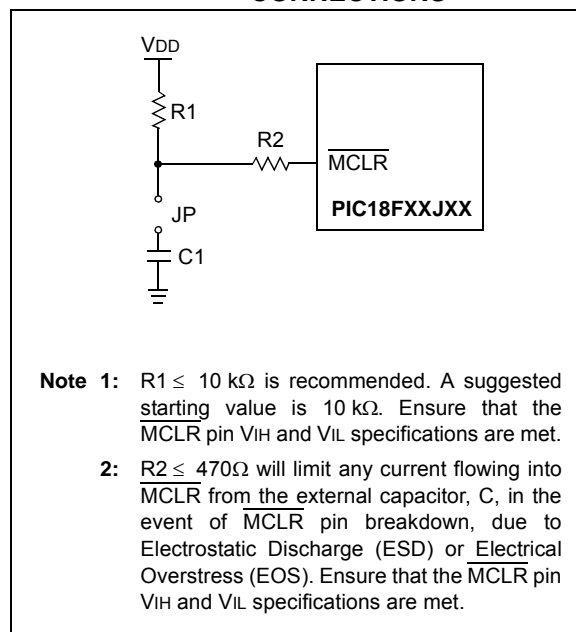 CONNECTIONS
VDD
R1
R2
MCLR
PIC18FXXJXX
JP
C1
Note 1: R1 ≤ 10 kΩ is recommended. A suggested
starting value is 10 kΩ. Ensure that the
MCLR pin VIH and VIL specifications are met.
2: R2 ≤ 470Ω will limit any current flowing into
MCLR from the external capacitor, C, in the
event of MCLR pin breakdown, due to
Electrostatic Discharge (ESD) or Electrical
Overstress (EOS). Ensure that the MCLR pin
VIH and VIL specifications are met.